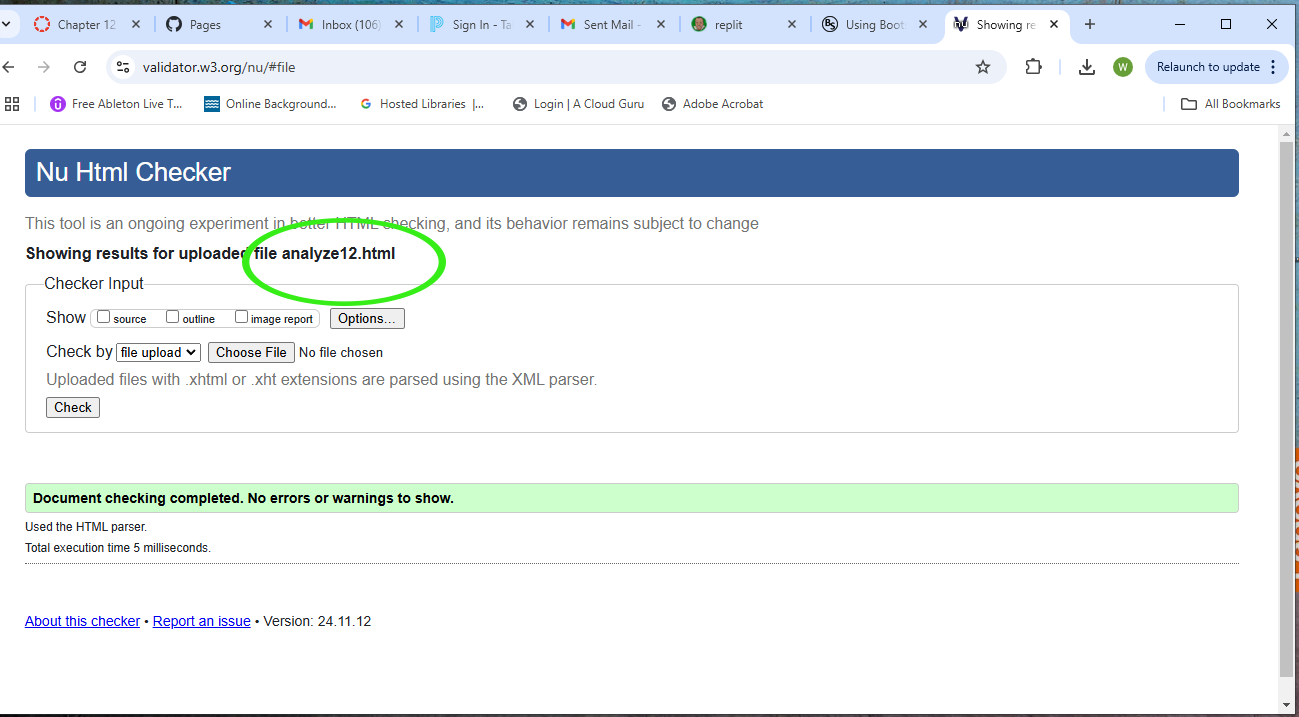 Chapter 12
Pages
Inbox (106)
Sign In - Ta
Sent Mail -
replit
Using Boot
Showing re
validator.w3.org/nu/#file
W
Relaunch to update
Free Ableton Live T...
Online Background...
Hosted Libraries |...
Login | A Cloud Guru
Adobe Acrobat
All Bookmarks
Nu Html Checker
This tool is an ongoing experiment in better HTML checking, and its behavior remains subject to change
Showing results for uploaded file analyze12.html
Checker Input
Show source outline image report Options...
Check by file upload Choose File No file chosen
Uploaded files with .xhtml or .xht extensions are parsed using the XML parser.
Check
Document checking completed. No errors or warnings to show.
Used the HTML parser.
Total execution time 5 milliseconds.
About this checker • Report an issue • Version: 24.11.12